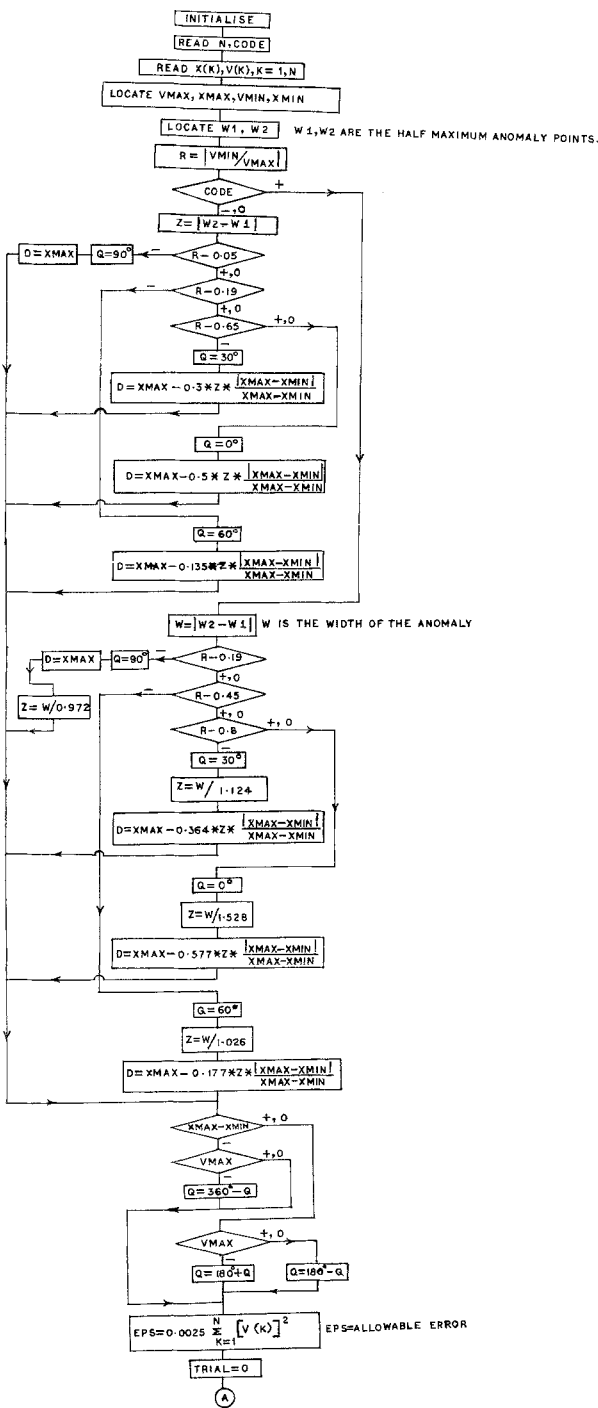 INITIALISE
READ N,CODE
READ X(K),V(K),K=1,N
LOCATE VMAX,XMAX,VMIN,XMIN
LOCATE W1, W2 W1,W2 ARE THE HALF MAXIMUM ANOMALY POINTS.
R = |VMIN/VMAX|
CODE +
-,0
Z=|W2-W1|
D=XMAX Q=90° - R-0.05
+,0
- R-0.19
+,0
R-0.65 +,0
-
Q=30°
D=XMAX-0.3*Z* |XMAX-XMIN|
XMAX-XMIN
Q=0°
D=XMAX-0.5*Z* |XMAX-XMIN|
XMAX-XMIN
Q=60°
D=XMAX-0.135*Z* |XMAX-XMIN|
XMAX-XMIN
W=|W2-W1| W IS THE WIDTH OF THE ANOMALY
D=XMAX Q=90° - R-0.19
+,0
Z=W/0.972 - R-0.45
+,0
R-0.8 +,0
-
Q=30°
Z=W/1.124
D=XMAX-0.364*Z* |XMAX-XMIN|
XMAX-XMIN
Q=0°
Z=W/1.528
D=XMAX-0.577*Z* |XMAX-XMIN|
XMAX-XMIN
Q=60°
Z=W/1.026
D=XMAX-0.177*Z* |XMAX-XMIN|
XMAX-XMIN
XMAX-XMIN +,0
-
VMAX +,0
-
Q=360°-Q
VMAX +,0
-
Q=180°+Q Q=180°-Q
EPS=0.0025 N Σ K=1 [V(K)]² EPS=ALLOWABLE ERROR
TRIAL=0
A